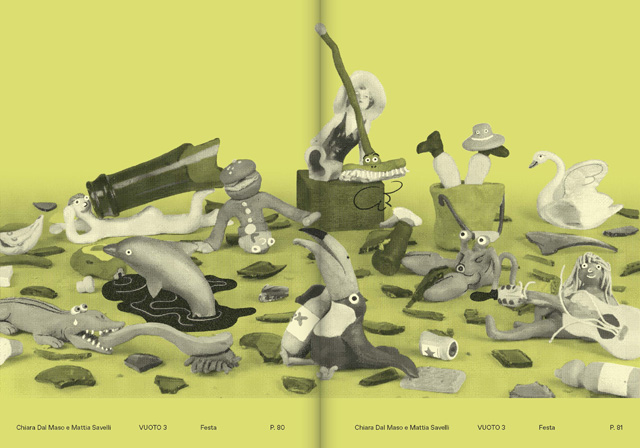 Chiara Dal Maso e Mattia Savelli VUOTO 3 Festa P. 80
Chiara Dal Maso e Mattia Savelli VUOTO 3 Festa P. 81